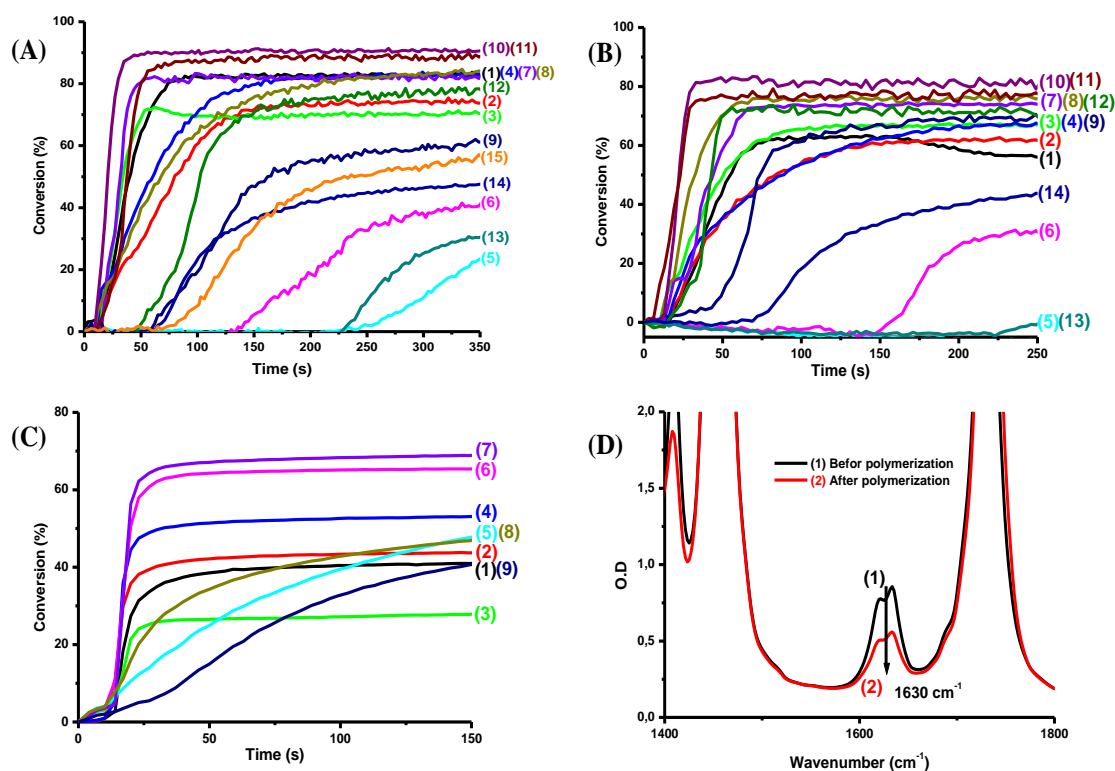 (A)
Conversion (%)
100
80
60
40
20
0
(10)(11)
(1)(4)(7)(8)
(12)
(2)
(3)
(9)
(15)
(14)
(6)
(13)
(5)
0 50 100 150 200 250 300 350
Time (s)
(B)
Conversion (%)
100
80
60
40
20
0
(10)(11)
(7)(8)(12)
(3)(4)(9)
(2)
(1)
(14)
(6)
(5)(13)
0 50 100 150 200 250
Time (s)
(C)
Conversion (%)
80
60
40
20
0
(7)
(6)
(4)
(5)(8)
(2)
(1)(9)
(3)
0 50 100 150
Time (s)
(D)
O.D
2,0
1,5
1,0
0,5
0,0
(1) Befor polymerization
(2) After polymerization
(1)
(2)
1630 cm-1
1400 1600 1800
Wavenumber (cm-1)